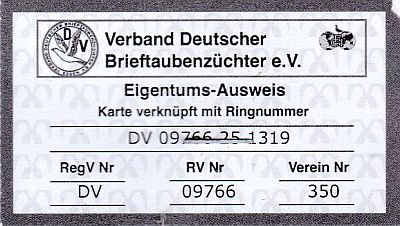 DV
Verband Deutscher
Brieftaubenzüchter e.V.
Eigentums-Ausweis
Karte verknüpft mit Ringnummer
DV 09766-25-1319
RegV Nr RV Nr Verein Nr
DV 09766 350